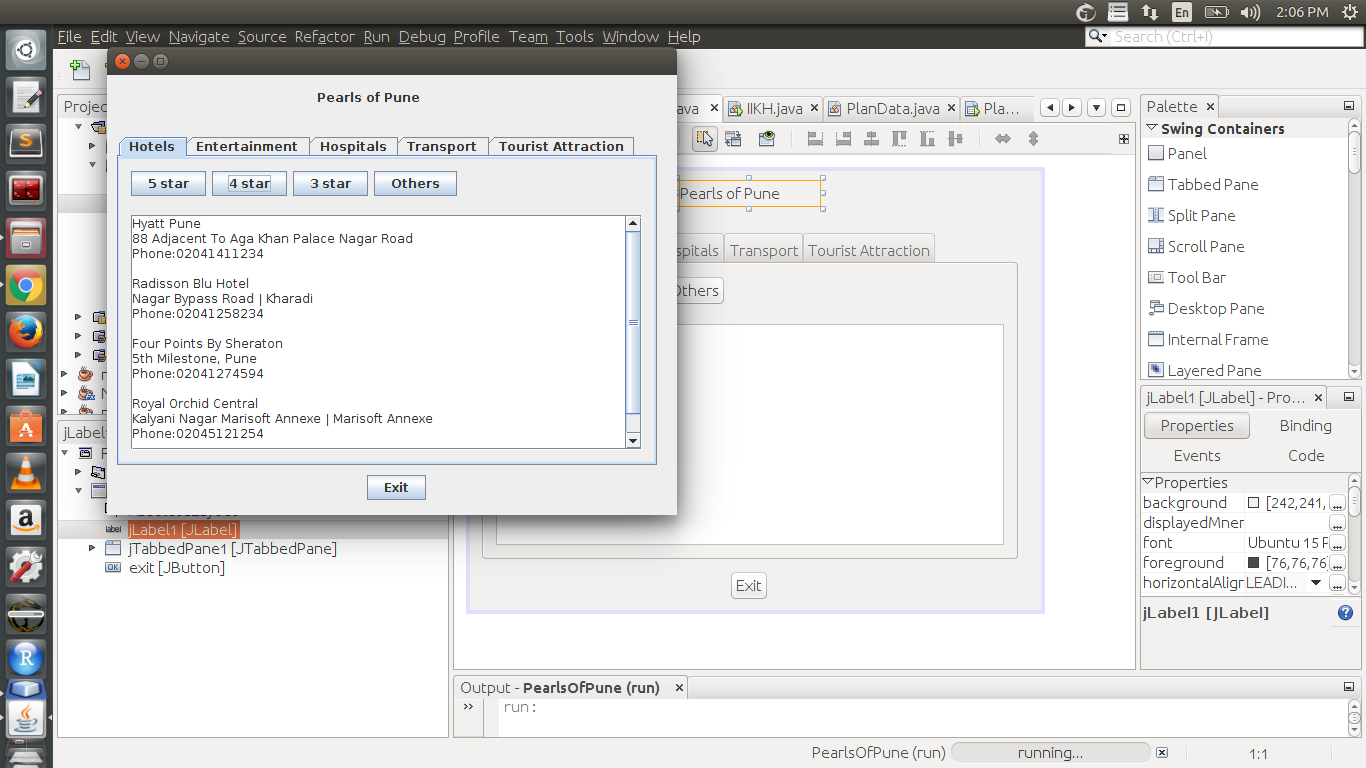 En
2:06 PM
File Edit View Navigate Source Refactor Run Debug Profile Team Tools Window Help
Search (Ctrl+I)
Pearls of Pune
Hotels Entertainment Hospitals Transport Tourist Attraction
5 star 4 star 3 star Others
Hyatt Pune
88 Adjacent To Aga Khan Palace Nagar Road
Phone:02041411234
Radisson Blu Hotel
Nagar Bypass Road | Kharadi
Phone:02041258234
Four Points By Sheraton
5th Milestone, Pune
Phone:02041274594
Royal Orchid Central
Kalyani Nagar Marisoft Annexe | Marisoft Annexe
Phone:02045121254
Exit
Projec
IIKH.java PlanData.java Pla...
Pearls of Pune
spitals Transport Tourist Attraction
Others
Exit
Palette
Swing Containers
Panel
Tabbed Pane
Split Pane
Scroll Pane
Tool Bar
Desktop Pane
Internal Frame
Layered Pane
jLabel1 [JLabel] - Pro...
Properties Binding
Events Code
Properties
background [242,241, ...
displayedMner ...
font Ubuntu 15 P ...
foreground [76,76,76] ...
horizontalAligr LEADI... ...
jLabel1 [JLabel]
jLabel
label jLabel1 [JLabel]
jTabbedPane1 [JTabbedPane]
OK exit [JButton]
Output - PearlsOfPune (run)
run:
PearlsOfPune (run) running... 1:1